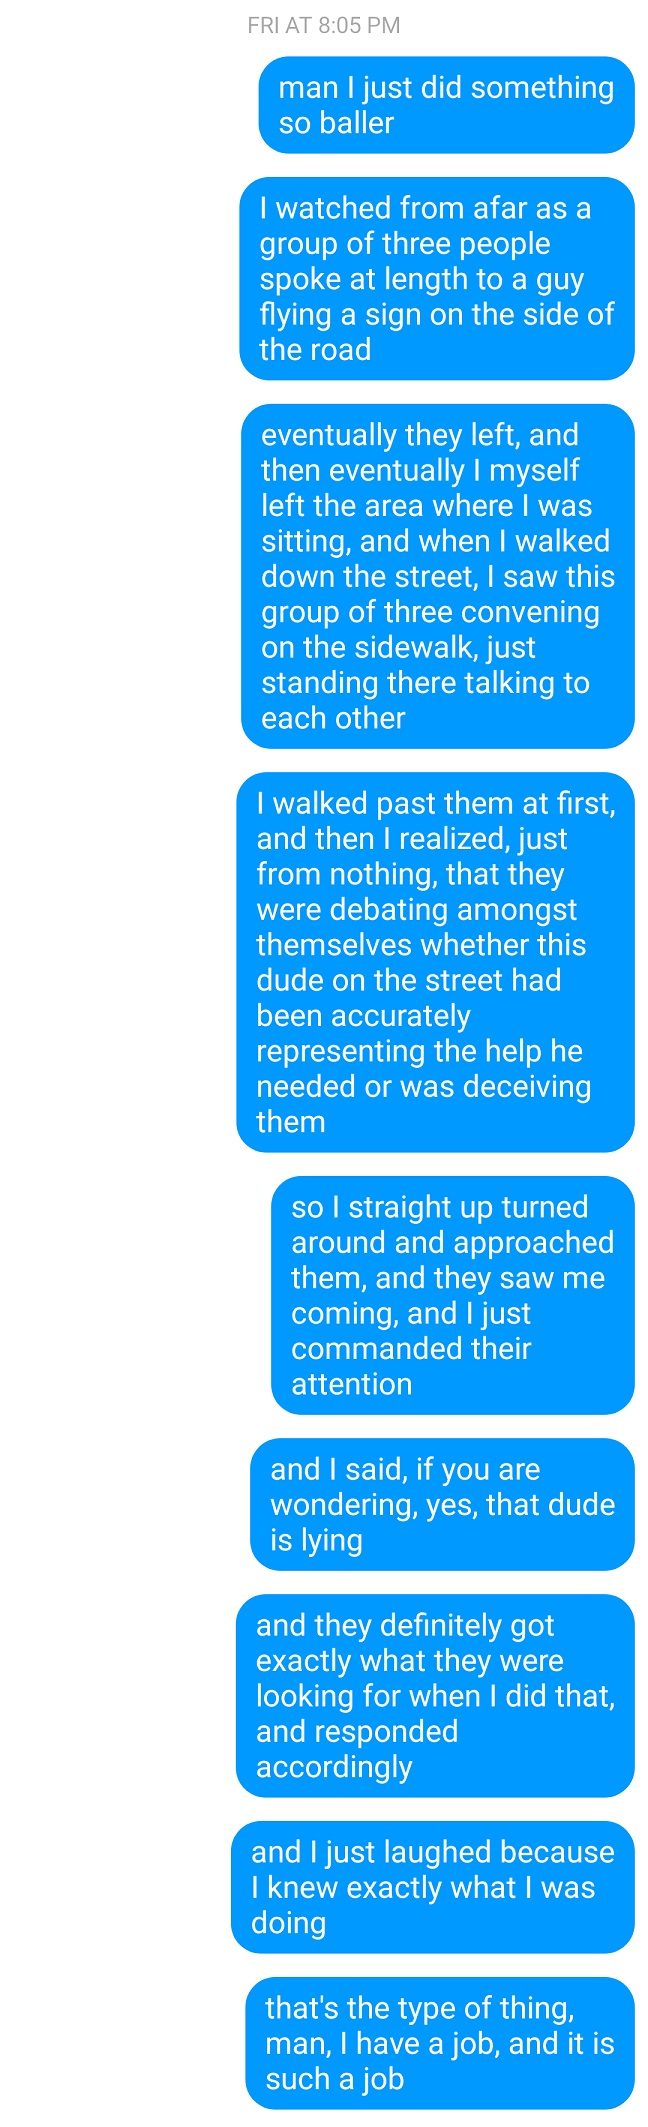 FRI AT 8:05 PM
man I just did something
so baller
I watched from afar as a
group of three people
spoke at length to a guy
flying a sign on the side of
the road
eventually they left, and
then eventually I myself
left the area where I was
sitting, and when I walked
down the street, I saw this
group of three convening
on the sidewalk, just
standing there talking to
each other
I walked past them at first,
and then I realized, just
from nothing, that they
were debating amongst
themselves whether this
dude on the street had
been accurately
representing the help he
needed or was deceiving
them
so I straight up turned
around and approached
them, and they saw me
coming, and I just
commanded their
attention
and I said, if you are
wondering, yes, that dude
is lying
and they definitely got
exactly what they were
looking for when I did that,
and responded
accordingly
and I just laughed because
I knew exactly what I was
doing
that's the type of thing,
man, I have a job, and it is
such a job